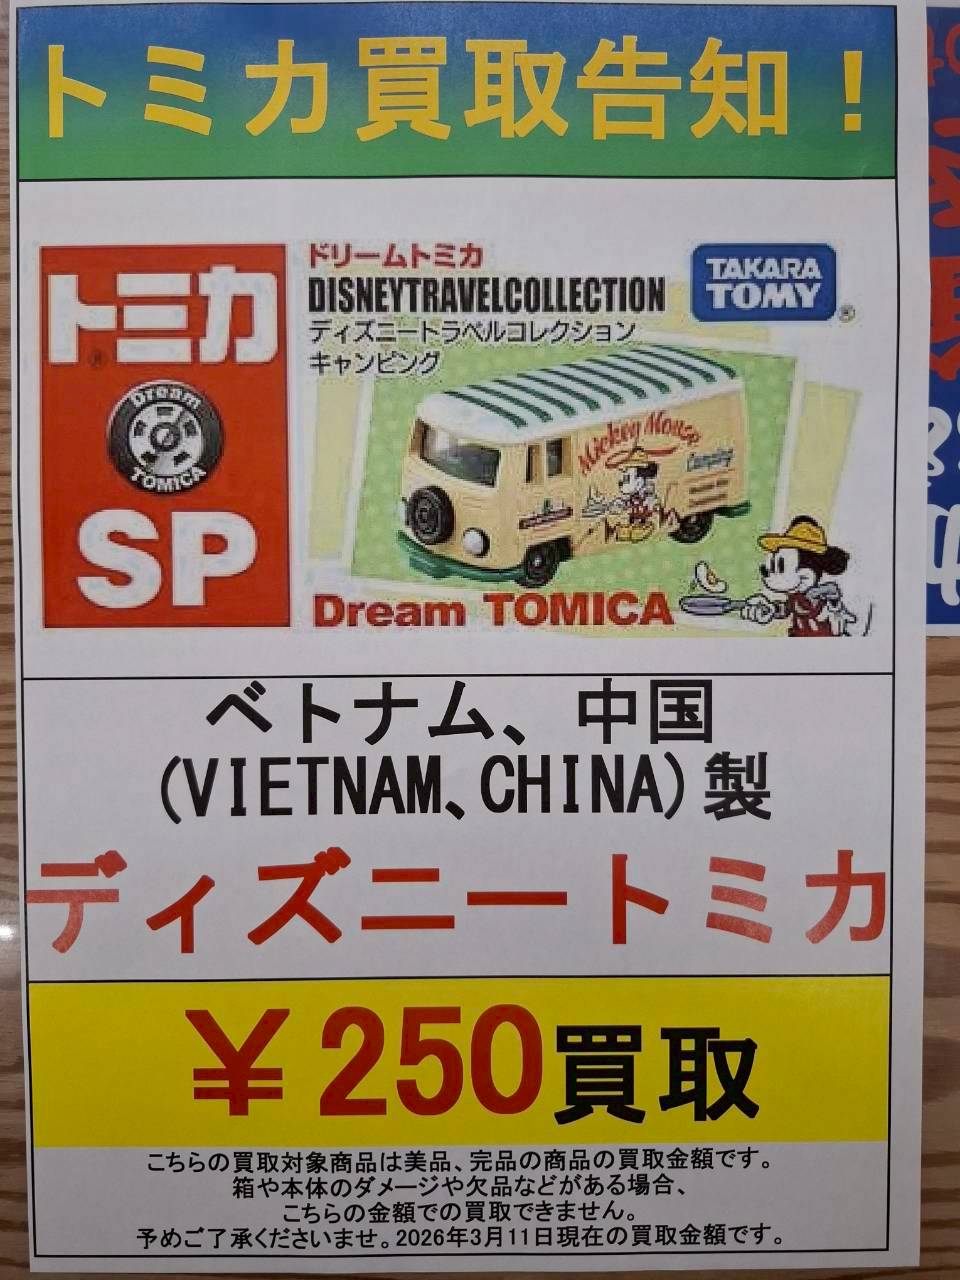 トミカ買取告知！
トミカ
Dream
TOMICA
SP
ドリームトミカ
DISNEYTRAVELCOLLECTION
ディズニートラベルコレクション
キャンピング
TAKARA
TOMY
Mickey Mouse
Camping
Dream TOMICA
ベトナム、中国
(VIETNAM、CHINA)製
ディズニートミカ
￥250買取
こちらの買取対象商品は美品、完品の商品の買取金額です。
箱や本体のダメージや欠品などがある場合、
こちらの金額での買取できません。
予めご了承くださいませ。2026年3月11日現在の買取金額です。